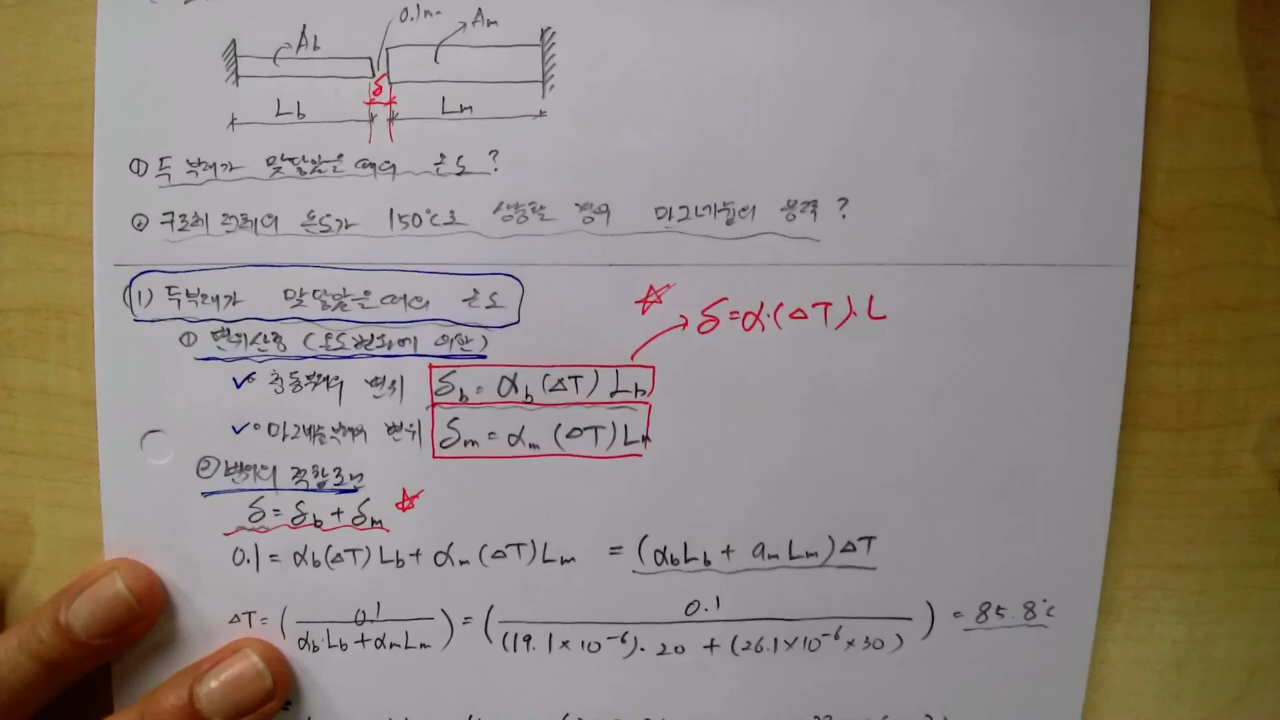 0.1m
Ab
Am
δ
Lb
Lm
① 두 부재가 맞닿았을 때의 온도?
② 구조체 전체의 온도가 150℃로 상승할 경우 마그네슘의 응력?
(1) 두부재가 맞닿았을때의 온도
① 변위산정 (온도변화에 의한)
δ=α·(ΔT)·L
✓ ° 청동부재의 변위 δb = αb (ΔT) Lb
✓ ° 마그네슘부재의 변위 δm = αm (ΔT) Lm
② 변위의 적합조건
δ = δb + δm
0.1 = αb(ΔT) Lb + αm (ΔT) Lm = (αbLb + αmLm) ΔT
ΔT = ( 0.1 / αb·Lb + αmLm ) = ( 0.1 / (19.1×10⁻⁶)·20 + (26.1×10⁻⁶×30) ) = 85.8℃